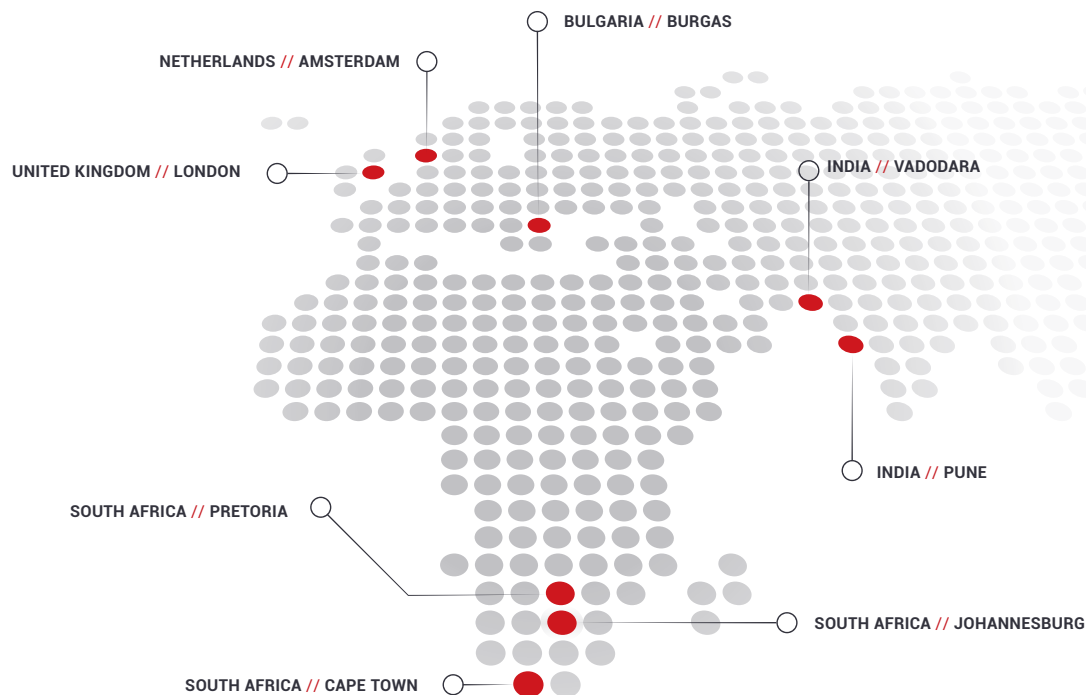 BULGARIA // BURGAS
NETHERLANDS // AMSTERDAM
UNITED KINGDOM // LONDON
INDIA // VADODARA
INDIA // PUNE
SOUTH AFRICA // PRETORIA
SOUTH AFRICA // JOHANNESBURG
SOUTH AFRICA // CAPE TOWN